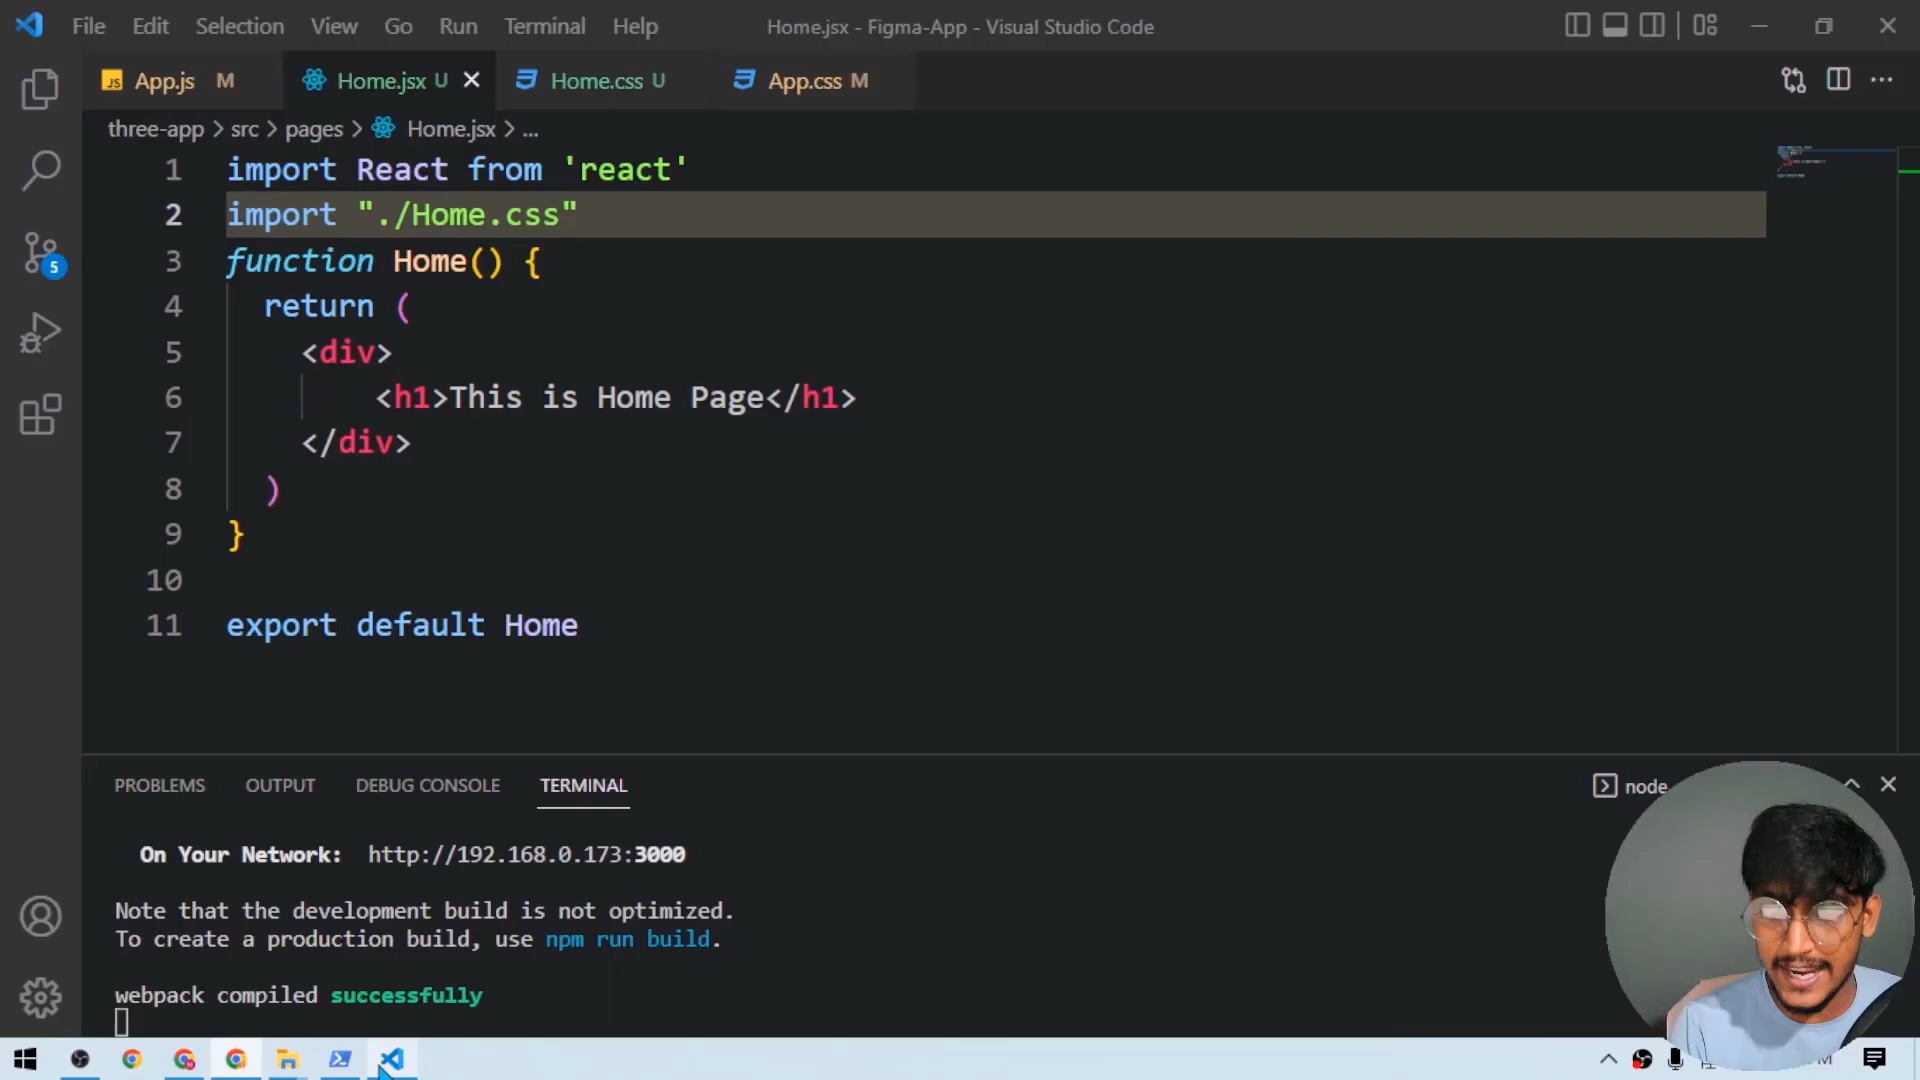 File Edit Selection View Go Run Terminal Help Home.jsx - Figma-App - Visual Studio Code
JS App.js M Home.jsx U Home.css U App.css M
three-app > src > pages > Home.jsx > ...
1 import React from 'react'
2 import "./Home.css"
3 function Home() {
4 return (
5 <div>
6 <h1>This is Home Page</h1>
7 </div>
8 )
9 }
10
11 export default Home
5
PROBLEMS OUTPUT DEBUG CONSOLE TERMINAL node
On Your Network: http://192.168.0.173:3000
Note that the development build is not optimized.
To create a production build, use npm run build.
webpack compiled successfully